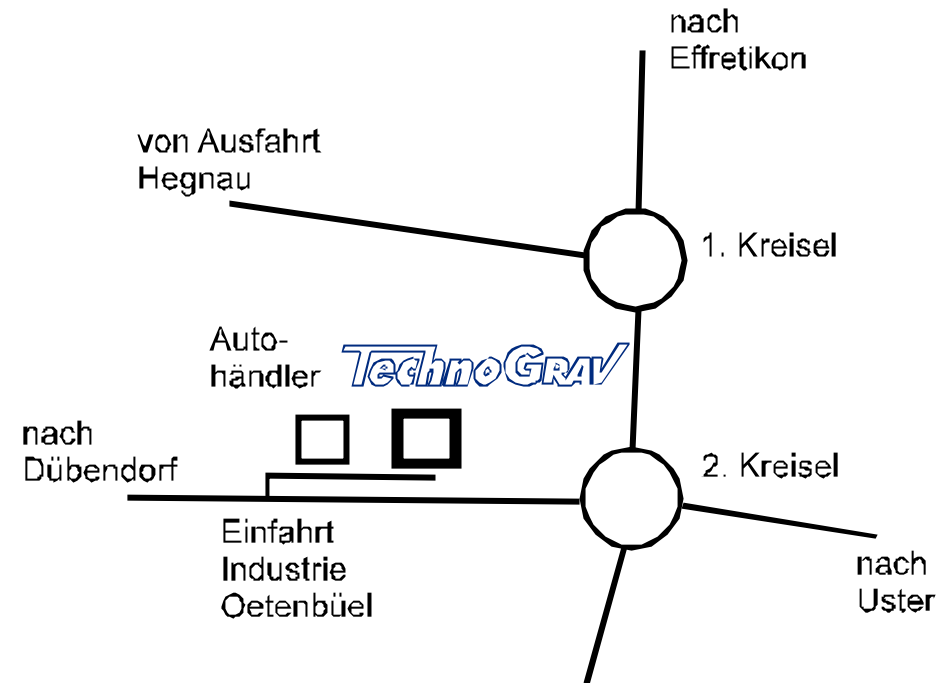 nach
Effretikon
von Ausfahrt
Hegnau
1. Kreisel
Auto-
händler
TechnoGrav
nach
Dübendorf
2. Kreisel
Einfahrt
Industrie
Oetenbüel
nach
Uster